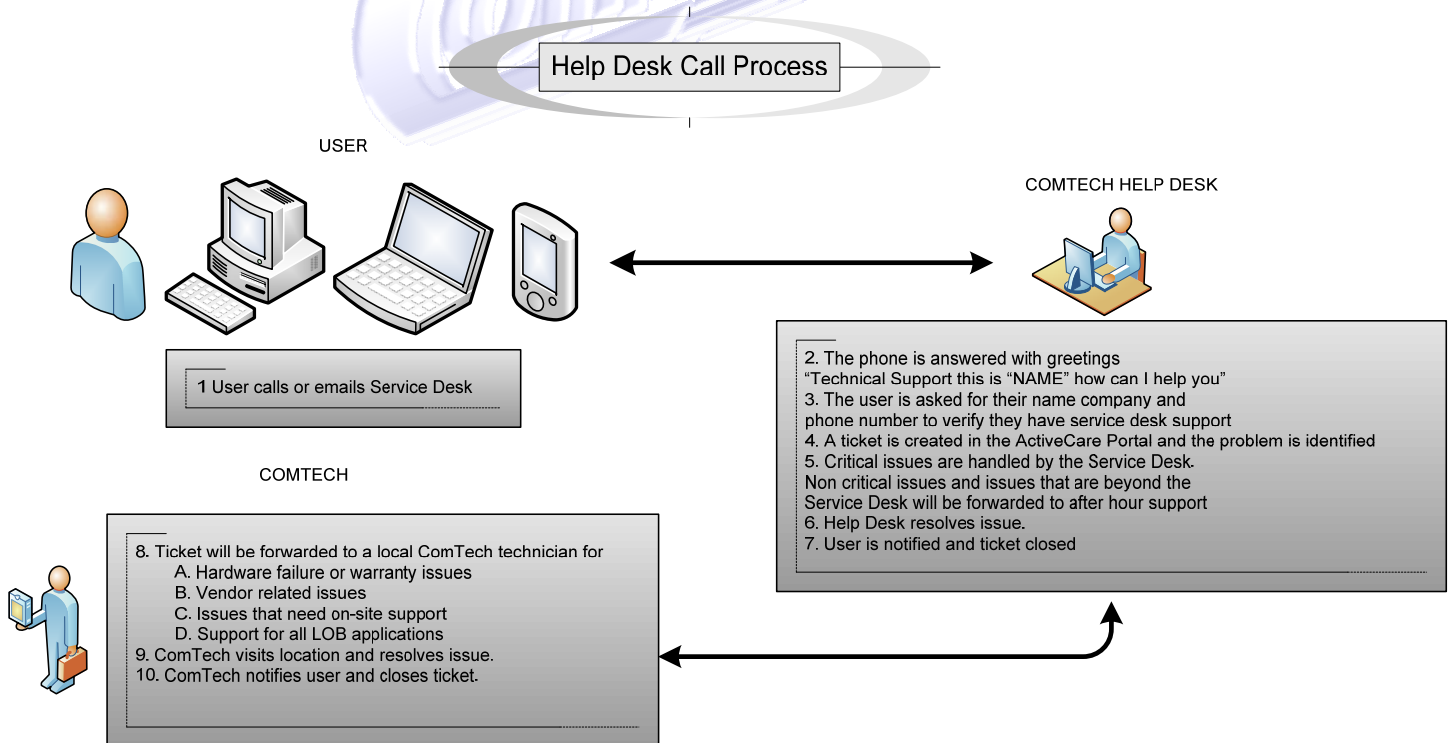 Help Desk Call Process
USER
1 User calls or emails Service Desk
COMTECH HELP DESK
2. The phone is answered with greetings
“Technical Support this is “NAME” how can I help you”
3. The user is asked for their name company and
phone number to verify they have service desk support
4. A ticket is created in the ActiveCare Portal and the problem is identified
5. Critical issues are handled by the Service Desk.
Non critical issues and issues that are beyond the
Service Desk will be forwarded to after hour support
6. Help Desk resolves issue.
7. User is notified and ticket closed
COMTECH
8. Ticket will be forwarded to a local ComTech technician for
A. Hardware failure or warranty issues
B. Vendor related issues
C. Issues that need on-site support
D. Support for all LOB applications
9. ComTech visits location and resolves issue.
10. ComTech notifies user and closes ticket.